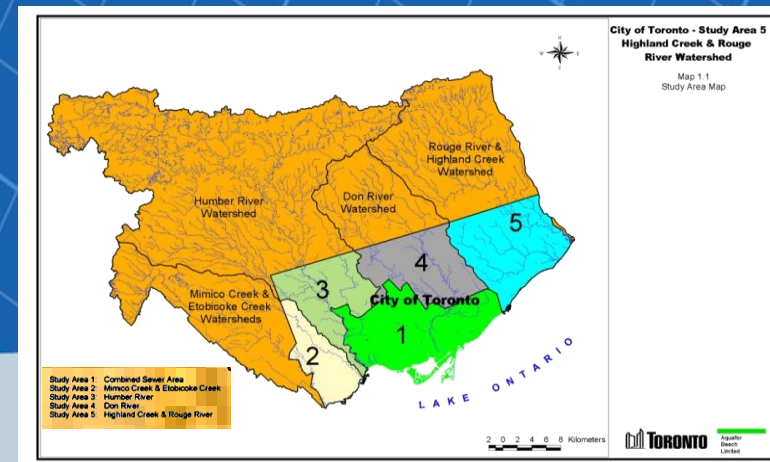 City of Toronto - Study Area 5
Highland Creek & Rouge
River Watershed
Map 1.1
Study Area Map
N
W
E
S
Rouge River &
Highland Creek
Watershed
Don River
Watershed
Humber River
Watershed
Mimico Creek &
Etobicoke Creek
Watersheds
5
4
3
City of Toronto
1
2
LAKE ONTARIO
Study Area 1: Combined Sewer Area
Study Area 2: Mimico Creek & Etobicoke Creek
Study Area 3: Humber River
Study Area 4: Don River
Study Area 5: Highland Creek & Rouge River
2 0 2 4 6 8 Kilometers
TORONTO
Aquafor
Beech
Limited